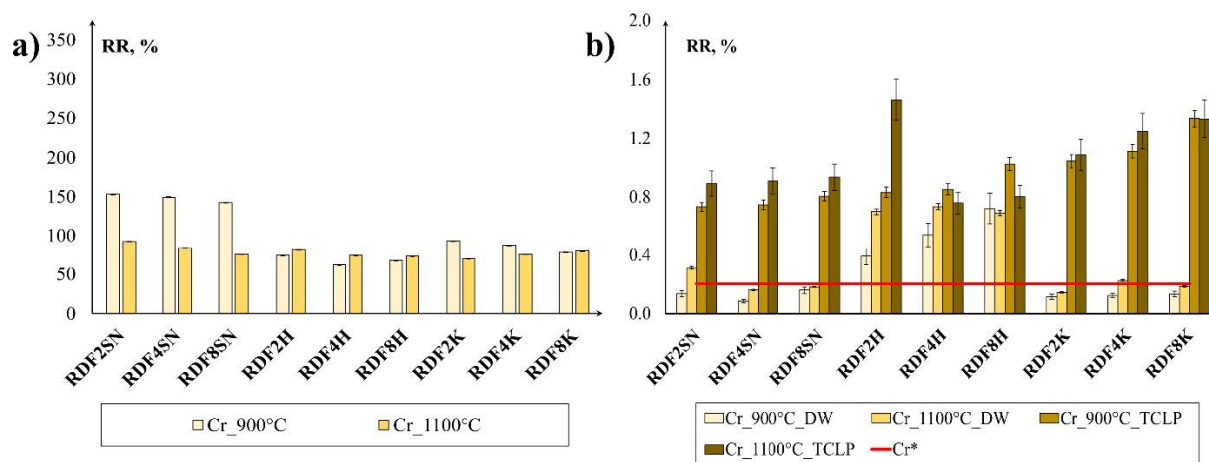 a)
RR, %
350
300
250
200
150
100
50
0
RDF2SN
RDF4SN
RDF8SN
RDF2H
RDF4H
RDF8H
RDF2K
RDF4K
RDF8K
Cr_900°C
Cr_1100°C
b)
RR, %
2.0
1.6
1.2
0.8
0.4
0.0
RDF2SN
RDF4SN
RDF8SN
RDF2H
RDF4H
RDF8H
RDF2K
RDF4K
RDF8K
Cr_900°C_DW
Cr_1100°C_DW
Cr_900°C_TCLP
Cr_1100°C_TCLP
Cr*